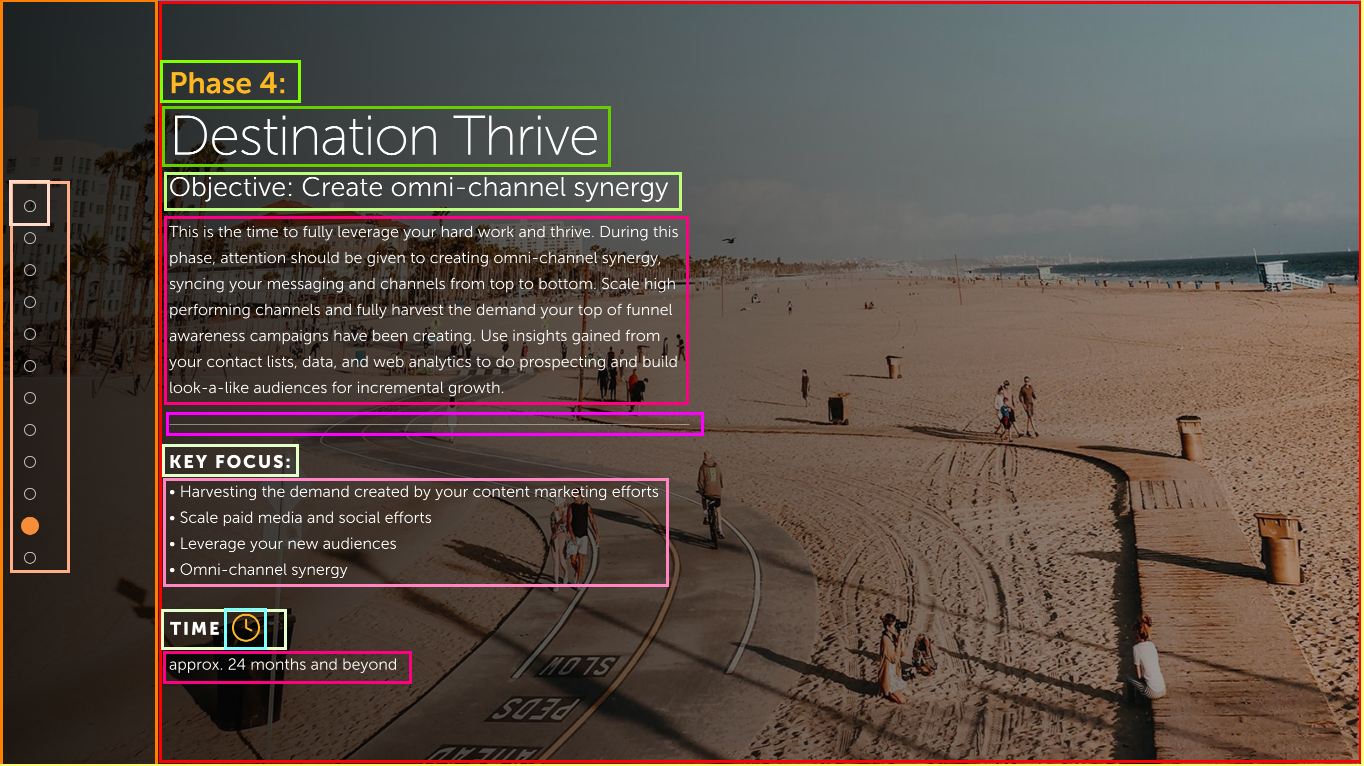 Phase 4:
Destination Thrive
Objective: Create omni-channel synergy
This is the time to fully leverage your hard work and thrive. During this
phase, attention should be given to creating omni-channel synergy,
syncing your messaging and channels from top to bottom. Scale high
performing channels and fully harvest the demand your top of funnel
awareness campaigns have been creating. Use insights gained from
your contact lists, data, and web analytics to do prospecting and build
look-a-like audiences for incremental growth.
KEY FOCUS:
• Harvesting the demand created by your content marketing efforts
• Scale paid media and social efforts
• Leverage your new audiences
• Omni-channel synergy
TIME
approx. 24 months and beyond
SLOW
PEDS
AHEAD